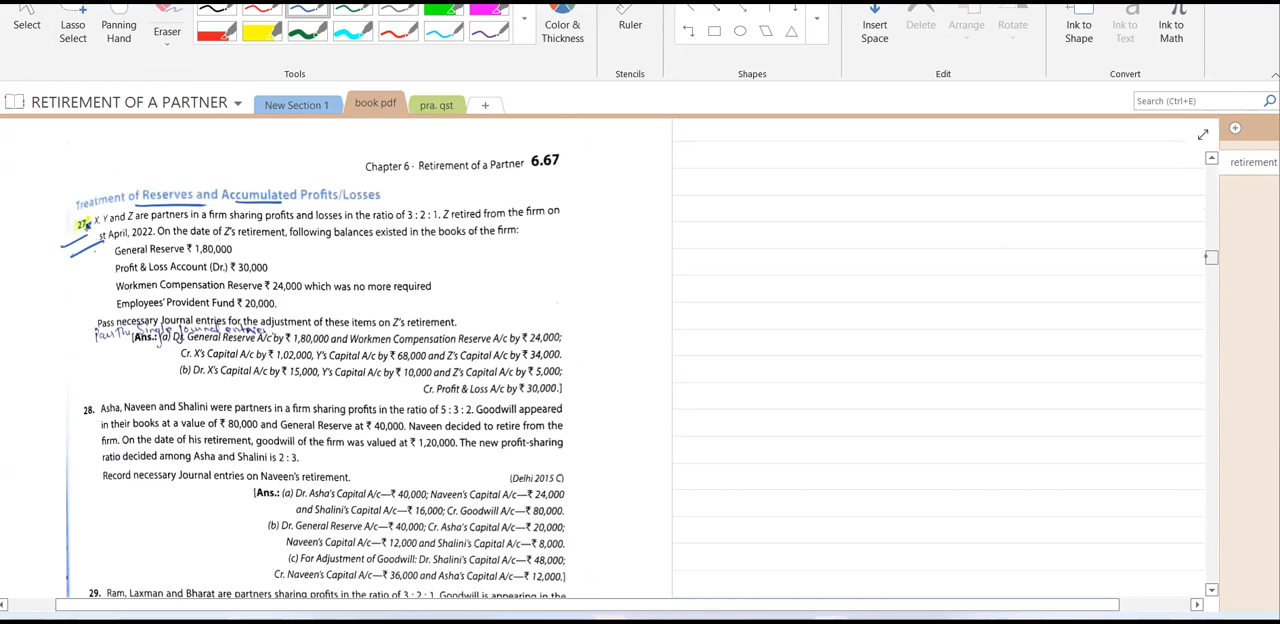 Select
Lasso Select
Panning Hand
Eraser
Color & Thickness
Ruler
Insert Space
Delete
Arrange
Rotate
Ink to Shape
Ink to Text
Ink to Math
Tools
Stencils
Shapes
Edit
Convert
RETIREMENT OF A PARTNER
New Section 1
book pdf
pra. qst
+
Search (Ctrl+E)
retirement
Chapter 6 · Retirement of a Partner 6.67
Treatment of Reserves and Accumulated Profits/Losses
27. X, Y and Z are partners in a firm sharing profits and losses in the ratio of 3 : 2 : 1. Z retired from the firm on
st April, 2022. On the date of Z's retirement, following balances existed in the books of the firm:
General Reserve ₹ 1,80,000
Profit & Loss Account (Dr.) ₹ 30,000
Workmen Compensation Reserve ₹ 24,000 which was no more required
Employees' Provident Fund ₹ 20,000.
Pass necessary Journal entries for the adjustment of these items on Z's retirement.
Pass The Single Journal entries
[Ans.: (a) Dr. General Reserve A/c by ₹ 1,80,000 and Workmen Compensation Reserve A/c by ₹ 24,000;
Cr. X's Capital A/c by ₹ 1,02,000, Y's Capital A/c by ₹ 68,000 and Z's Capital A/c by ₹ 34,000.
(b) Dr. X's Capital A/c by ₹ 15,000, Y's Capital A/c by ₹ 10,000 and Z's Capital A/c by ₹ 5,000;
Cr. Profit & Loss A/c by ₹ 30,000.]
28. Asha, Naveen and Shalini were partners in a firm sharing profits in the ratio of 5 : 3 : 2. Goodwill appeared
in their books at a value of ₹ 80,000 and General Reserve at ₹ 40,000. Naveen decided to retire from the
firm. On the date of his retirement, goodwill of the firm was valued at ₹ 1,20,000. The new profit-sharing
ratio decided among Asha and Shalini is 2 : 3.
Record necessary Journal entries on Naveen's retirement. (Delhi 2015 C)
[Ans.: (a) Dr. Asha's Capital A/c—₹ 40,000; Naveen's Capital A/c—₹ 24,000
and Shalini's Capital A/c—₹ 16,000; Cr. Goodwill A/c—₹ 80,000.
(b) Dr. General Reserve A/c—₹ 40,000; Cr. Asha's Capital A/c—₹ 20,000;
Naveen's Capital A/c—₹ 12,000 and Shalini's Capital A/c—₹ 8,000.
(c) For Adjustment of Goodwill: Dr. Shalini's Capital A/c—₹ 48,000;
Cr. Naveen's Capital A/c—₹ 36,000 and Asha's Capital A/c—₹ 12,000.]
29. Ram, Laxman and Bharat are partners sharing profits in the ratio of 3 : 2 : 1. Goodwill is appearing in the